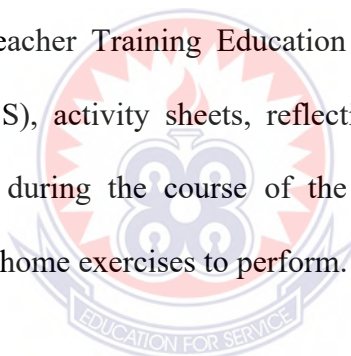 eacher Training Education
S), activity sheets, reflecti
during the course of the
home exercises to perform.
EDUCATION FOR SERVICE